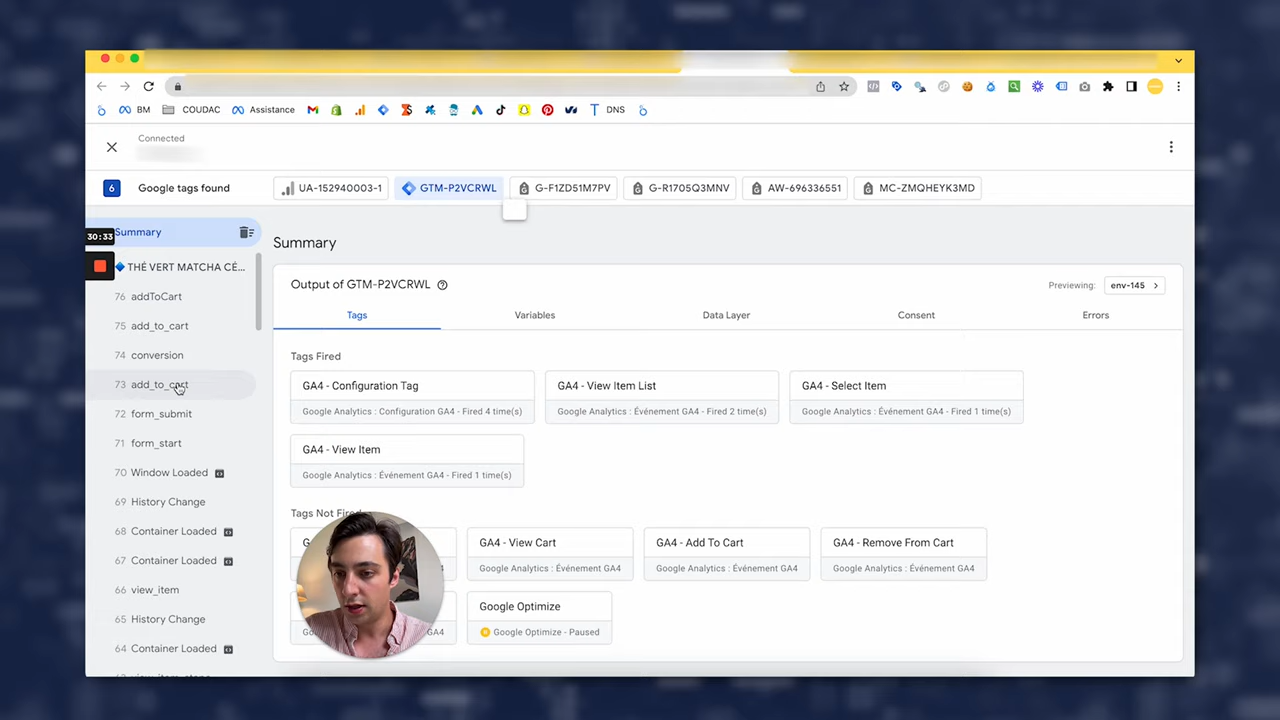 BM
COUDAC
Assistance
DNS
Connected
6 Google tags found
UA-152940003-1
GTM-P2VCRWL
G-F1ZD51M7PV
G-R1705Q3MNV
AW-696336551
MC-ZMQHEYK3MD
Summary
30:33
THÉ VERT MATCHA CÉ...
76 addToCart
75 add_to_cart
74 conversion
73 add_to_cart
72 form_submit
71 form_start
70 Window Loaded
69 History Change
68 Container Loaded
67 Container Loaded
66 view_item
65 History Change
64 Container Loaded
Summary
Output of GTM-P2VCRWL
Previewing: env-145
Tags
Variables
Data Layer
Consent
Errors
Tags Fired
GA4 - Configuration Tag
Google Analytics : Configuration GA4 - Fired 4 time(s)
GA4 - View Item List
Google Analytics : Événement GA4 - Fired 2 time(s)
GA4 - Select Item
Google Analytics : Événement GA4 - Fired 1 time(s)
GA4 - View Item
Google Analytics : Événement GA4 - Fired 1 time(s)
Tags Not Fired
GA4 - View Cart
Google Analytics : Événement GA4
GA4 - Add To Cart
Google Analytics : Événement GA4
GA4 - Remove From Cart
Google Analytics : Événement GA4
Google Optimize
Google Optimize - Paused